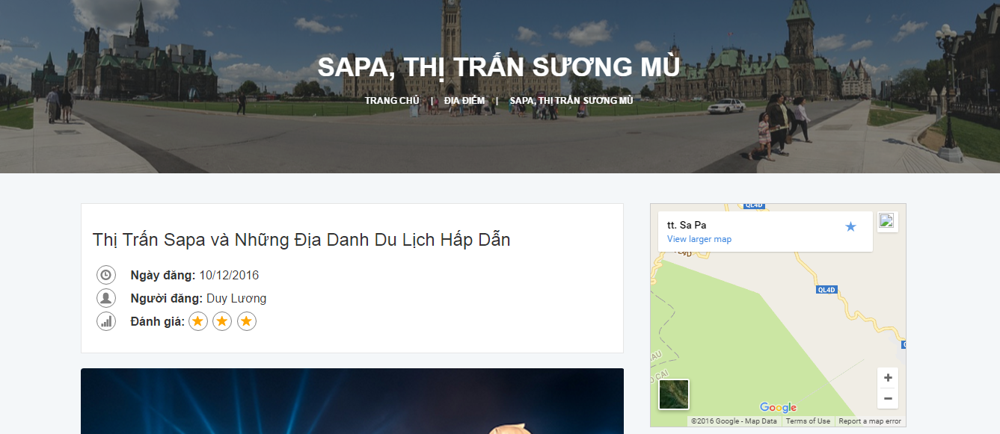 SAPA, THỊ TRẤN SƯƠNG MÙ
TRANG CHỦ | ĐỊA ĐIỂM | SAPA, THỊ TRẤN SƯƠNG MÙ
Thị Trấn Sapa và Những Địa Danh Du Lịch Hấp Dẫn
Ngày đăng: 10/12/2016
Người đăng: Duy Lương
Đánh giá:
QL4D
tt. Sa Pa
View larger map
QL4D
Google
©2016 Google - Map Data
Terms of Use
Report a map error